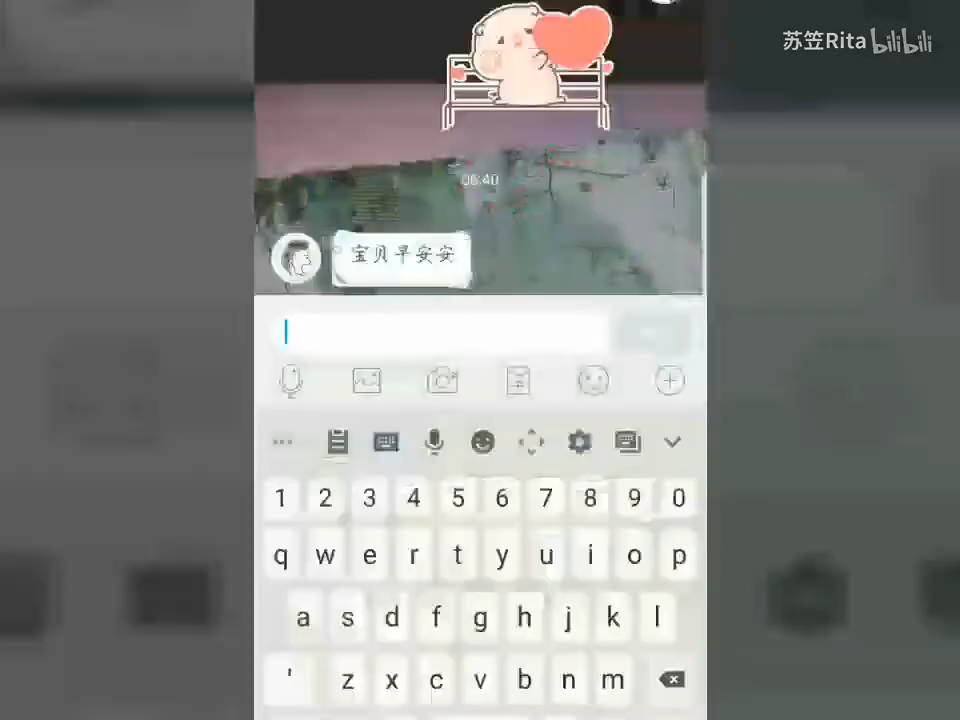 苏笠Rita bilibili
06:40
宝贝早安安
1 2 3 4 5 6 7 8 9 0
q w e r t y u i o p
a s d f g h j k l
' z x c v b n m